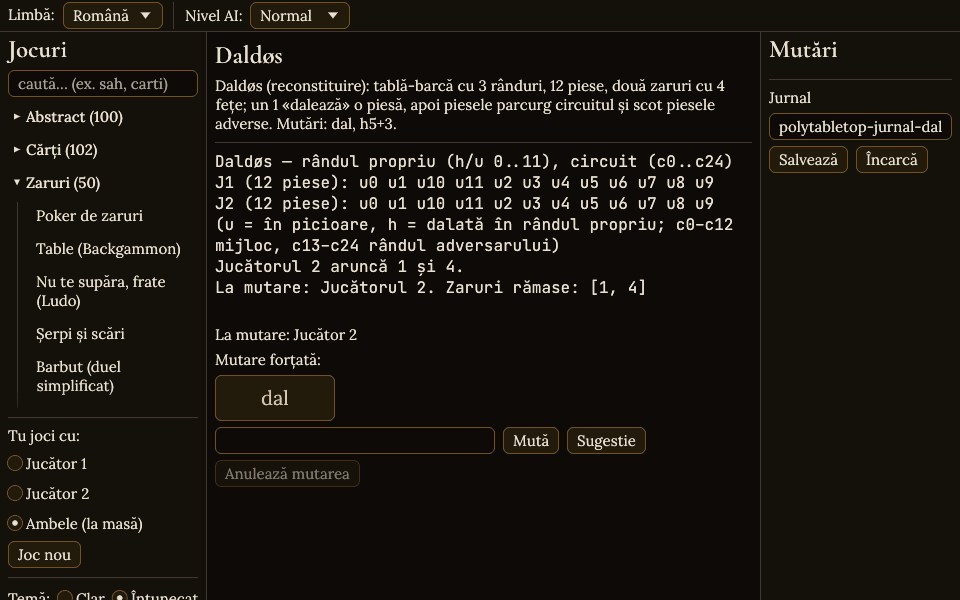 Limbă: Română ▼ Nivel AI: Normal ▼
Jocuri
caută... (ex. sah, carti)
▸ Abstract (100)
▸ Cărți (102)
▾ Zaruri (50)
Poker de zaruri
Table (Backgammon)
Nu te supăra, frate
(Ludo)
Șerpi și scări
Barbut (duel
simplificat)
Tu joci cu:
Jucător 1
Jucător 2
Ambele (la masă)
Joc nou
Temă: Clar Întunecat
Daldøs
Daldøs (reconstituire): tablă-barcă cu 3 rânduri, 12 piese, două zaruri cu 4
fețe; un 1 «dalează» o piesă, apoi piesele parcurg circuitul și scot piesele
adverse. Mutări: dal, h5+3.
Daldøs — rândul propriu (h/u 0..11), circuit (c0..c24)
J1 (12 piese): u0 u1 u10 u11 u2 u3 u4 u5 u6 u7 u8 u9
J2 (12 piese): u0 u1 u10 u11 u2 u3 u4 u5 u6 u7 u8 u9
(u = în picioare, h = dalată în rândul propriu; c0-c12
mijloc, c13-c24 rândul adversarului)
Jucătorul 2 aruncă 1 și 4.
La mutare: Jucătorul 2. Zaruri rămase: [1, 4]
La mutare: Jucător 2
Mutare forțată:
dal
Mută Sugestie
Anulează mutarea
Mutări
Jurnal
polytabletop-jurnal-dal
Salvează Încarcă